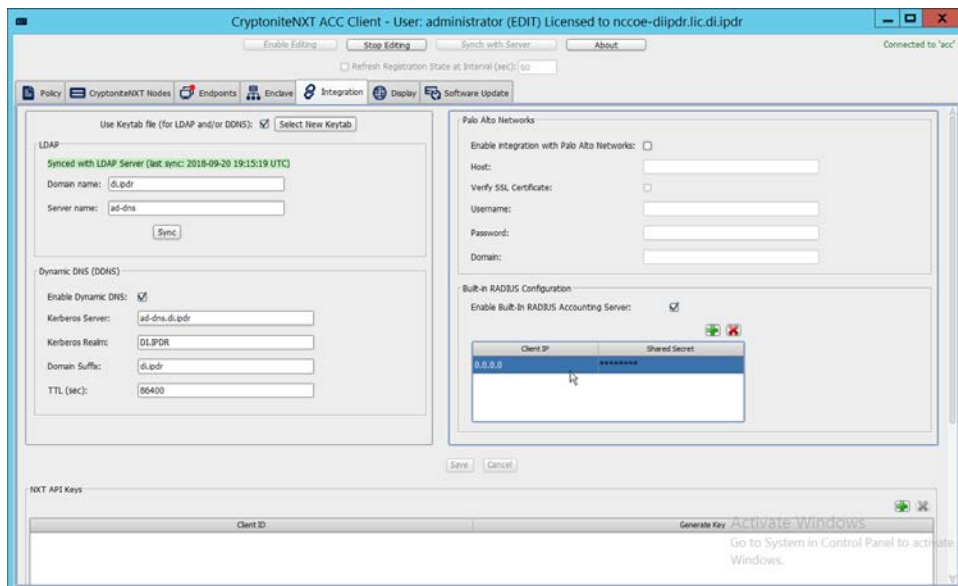 CryptoniteNXT ACC Client - User: administrator (EDIT) Licensed to nccoe-diipdr.lic.di.ipdr
Enable Editing Stop Editing Synch with Server About Connected to 'acc'
Refresh Registration State at Interval (sec): 60
Policy CryptoniteNXT Nodes Endpoints Enclave Integration Display Software Update
Use Keytab file (for LDAP and/or DDNS): Select New Keytab
LDAP
Synced with LDAP Server (last sync: 2018-09-20 19:15:19 UTC)
Domain name: di.ipdr
Server name: ad-dns
Sync
Dynamic DNS (DDNS)
Enable Dynamic DNS:
Kerberos Server: ad-dns.di.ipdr
Kerberos Realm: DI.IPDR
Domain Suffix: di.ipdr
TTL (sec): 86400
Palo Alto Networks
Enable integration with Palo Alto Networks:
Host:
Verify SSL Certificate:
Username:
Password:
Domain:
Built-in RADIUS Configuration
Enable Built-In RADIUS Accounting Server:
Client IP Shared Secret
0.0.0.0 ********
Save Cancel
NXT API Keys
Client ID Generate Key
Activate Windows
Go to System in Control Panel to activate
Windows.